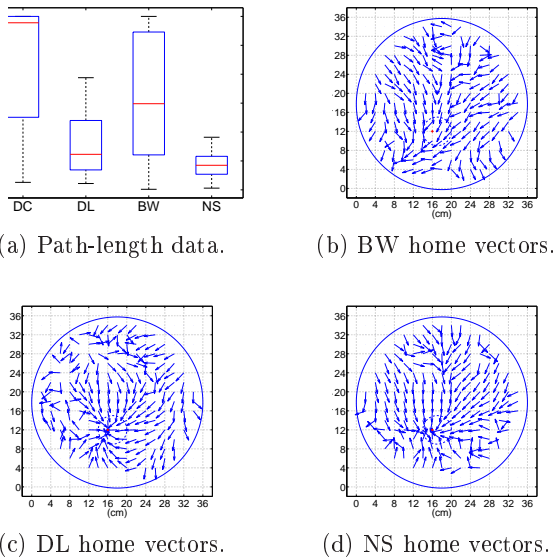 36
32
28
24
20
16
12
8
4
0
DC DL BW NS
0 4 8 12 16 20 24 28 32 36
(cm)
(a) Path-length data.
(b) BW home vectors.
36
32
28
24
20
16
12
8
4
0
0 4 8 12 16 20 24 28 32 36
(cm)
36
32
28
24
20
16
12
8
4
0
0 4 8 12 16 20 24 28 32 36
(cm)
(c) DL home vectors.
(d) NS home vectors.